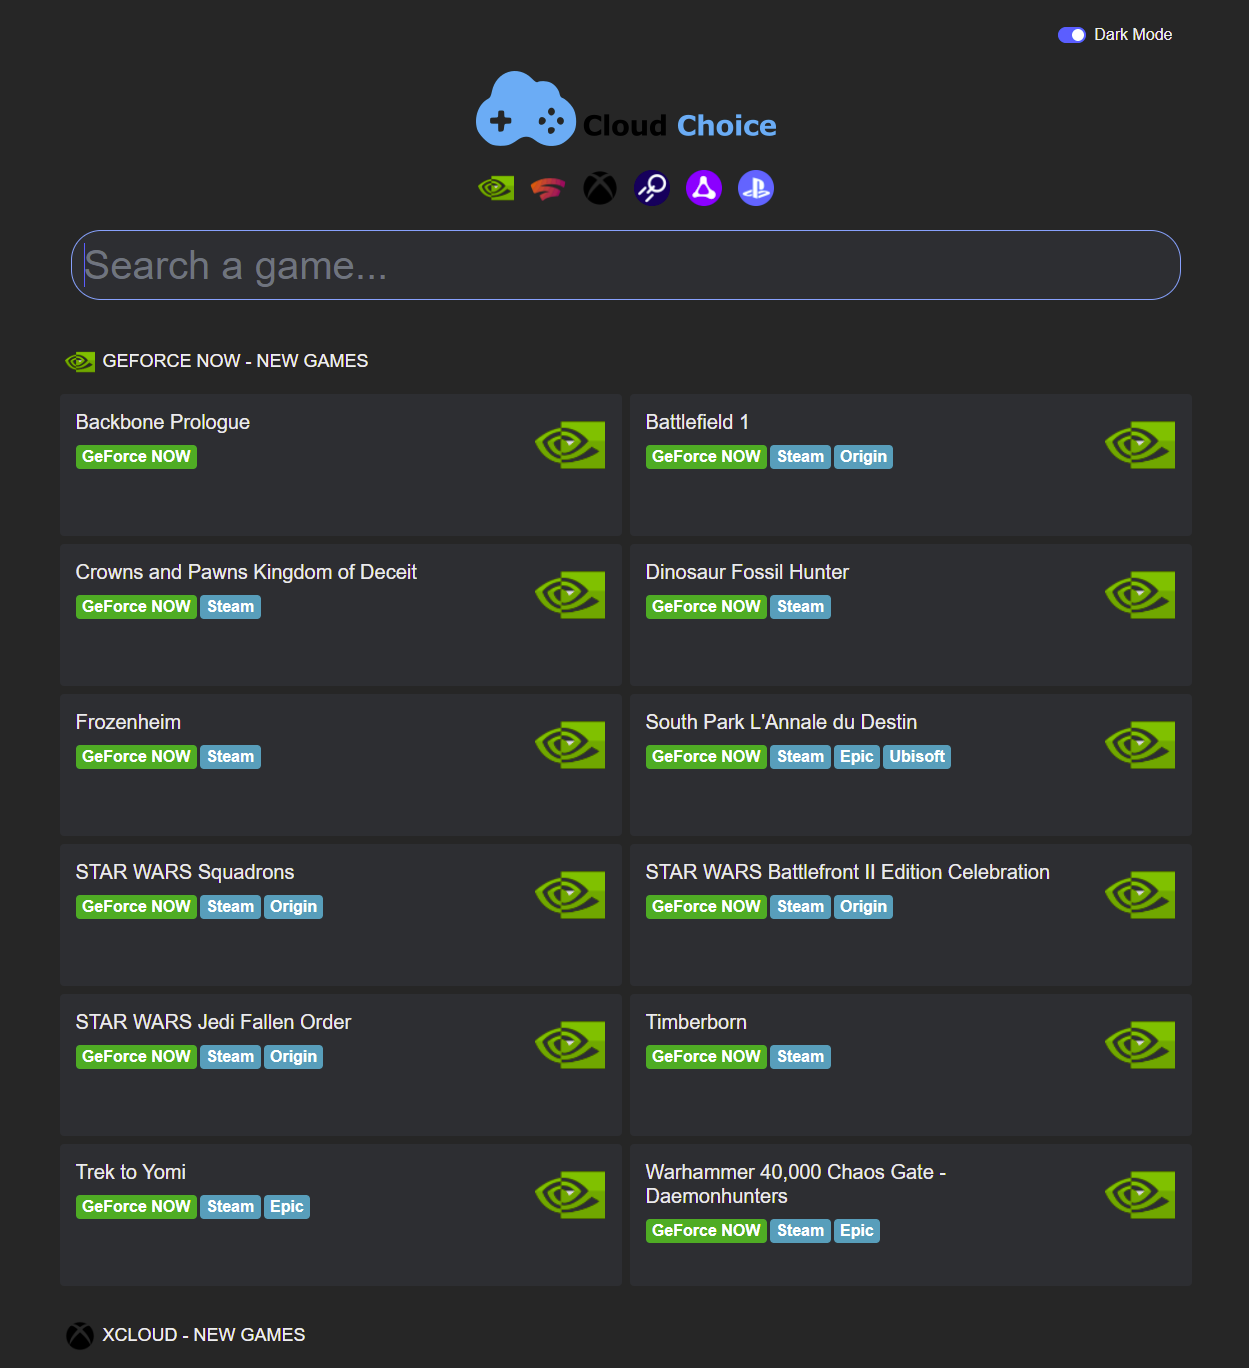 Dark Mode
Cloud Choice
Search a game...
GEFORCE NOW - NEW GAMES
Backbone Prologue
GeForce NOW
Battlefield 1
GeForce NOW Steam Origin
Crowns and Pawns Kingdom of Deceit
GeForce NOW Steam
Dinosaur Fossil Hunter
GeForce NOW Steam
Frozenheim
GeForce NOW Steam
South Park L'Annale du Destin
GeForce NOW Steam Epic Ubisoft
STAR WARS Squadrons
GeForce NOW Steam Origin
STAR WARS Battlefront II Edition Celebration
GeForce NOW Steam Origin
STAR WARS Jedi Fallen Order
GeForce NOW Steam Origin
Timberborn
GeForce NOW Steam
Trek to Yomi
GeForce NOW Steam Epic
Warhammer 40,000 Chaos Gate -
Daemonhunters
GeForce NOW Steam Epic
XCLOUD - NEW GAMES